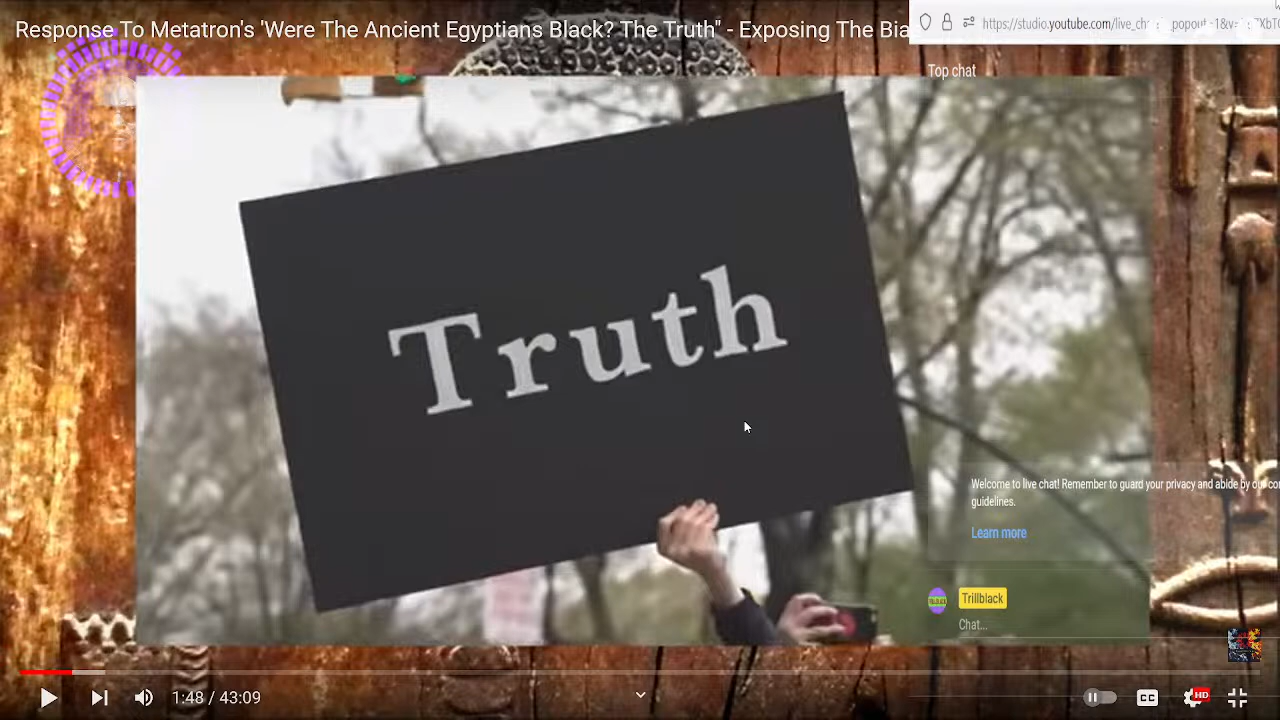 Response To Metatron's 'Were The Ancient Egyptians Black? The Truth" - Exposing The Bia
https://studio.youtube.com/live_ch
Top chat
Truth
Welcome to live chat! Remember to guard your privacy and abide by our
guidelines.
Learn more
Trillblack
Chat...
1:48 / 43:09
CC
HD